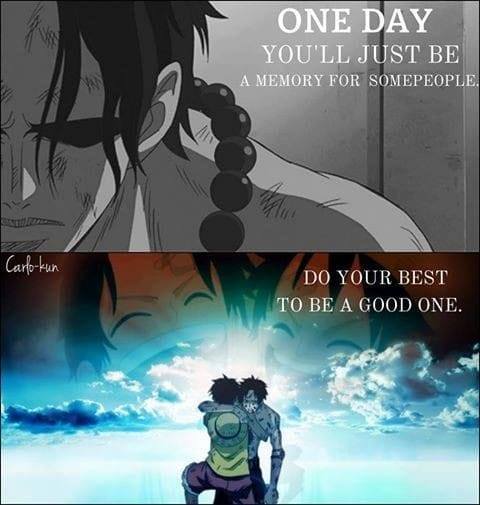 ONE DAY
YOU'LL JUST BE
A MEMORY FOR SOMEPEOPLE.
Carlo-kun
DO YOUR BEST
TO BE A GOOD ONE.